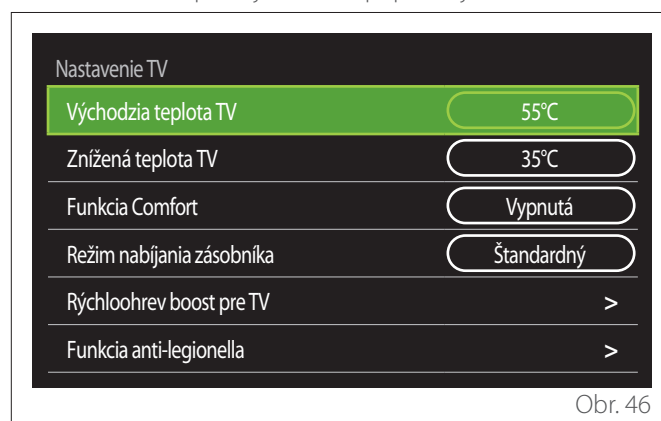 Nastavenie TV
Východzia teplota TV 55°C
Znížená teplota TV 35°C
Funkcia Comfort Vypnutá
Režim nabíjania zásobníka Štandardný
Rýchloohrev boost pre TV >
Funkcia anti-legionella >
Obr. 46